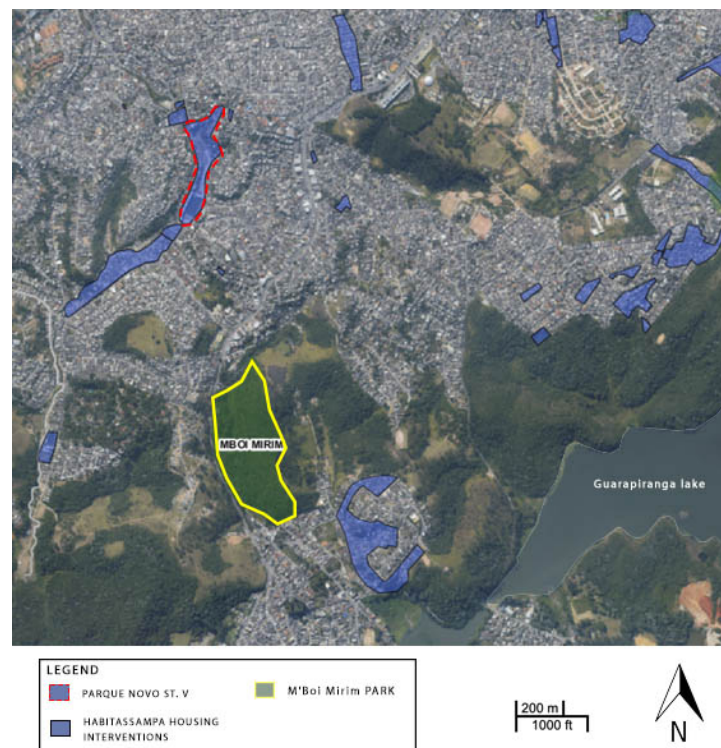 MBOI MIRIM
Guarapiranga lake
LEGEND
PARQUE NOVO ST. V
M'Boi Mirim PARK
HABITASSAMPA HOUSING
INTERVENTIONS
200 m
1000 ft
N